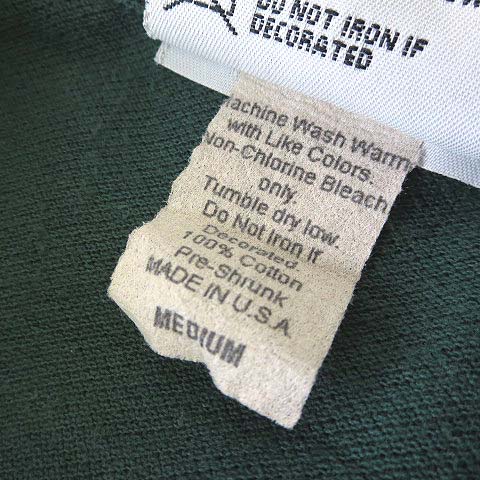 DO NOT IRON IF
DECORATED
Machine Wash Warm
with Like Colors.
Non-Chlorine Bleach
only.
Tumble dry low.
Do Not Iron If
Decorated.
100% Cotton
Pre-Shrunk
MADE IN U.S.A
MEDIUM